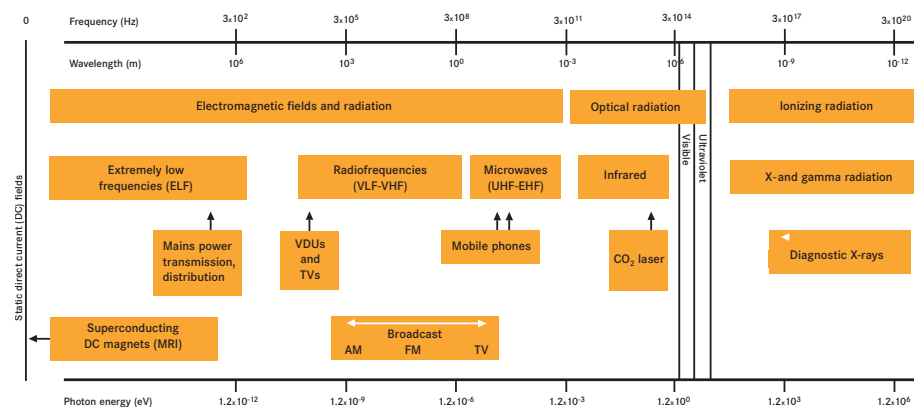 0 Frequency (Hz) 3x10² 3x10⁵ 3x10⁸ 3x10¹¹ 3x10¹⁴ 3x10¹⁷ 3x10²⁰
Wavelength (m) 10⁶ 10³ 10⁰ 10⁻³ 10⁻⁶ 10⁻⁹ 10⁻¹²
Electromagnetic fields and radiation
Optical radiation
Ionizing radiation
Visible
Ultraviolet
Extremely low
frequencies (ELF)
Radiofrequencies
(VLF-VHF)
Microwaves
(UHF-EHF)
Infrared
X-and gamma radiation
Static direct current (DC) fields
Mains power
transmission,
distribution
VDUs
and
TVs
Mobile phones
CO₂ laser
Diagnostic X-rays
Superconducting
DC magnets (MRI)
Broadcast
AM FM TV
Photon energy (eV) 1.2x10⁻¹² 1.2x10⁻⁹ 1.2x10⁻⁶ 1.2x10⁻³ 1.2x10⁰ 1.2x10³ 1.2x10⁶